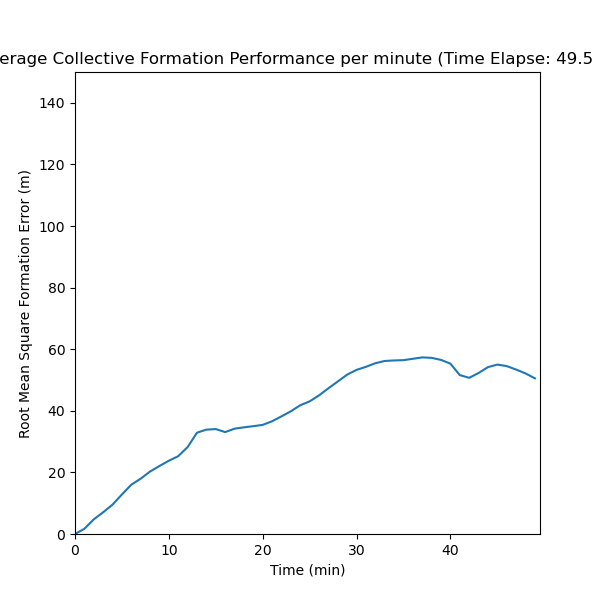 erage Collective Formation Performance per minute (Time Elapse: 49.5
140
120
100
80
60
40
20
0
Root Mean Square Formation Error (m)
0 10 20 30 40
Time (min)